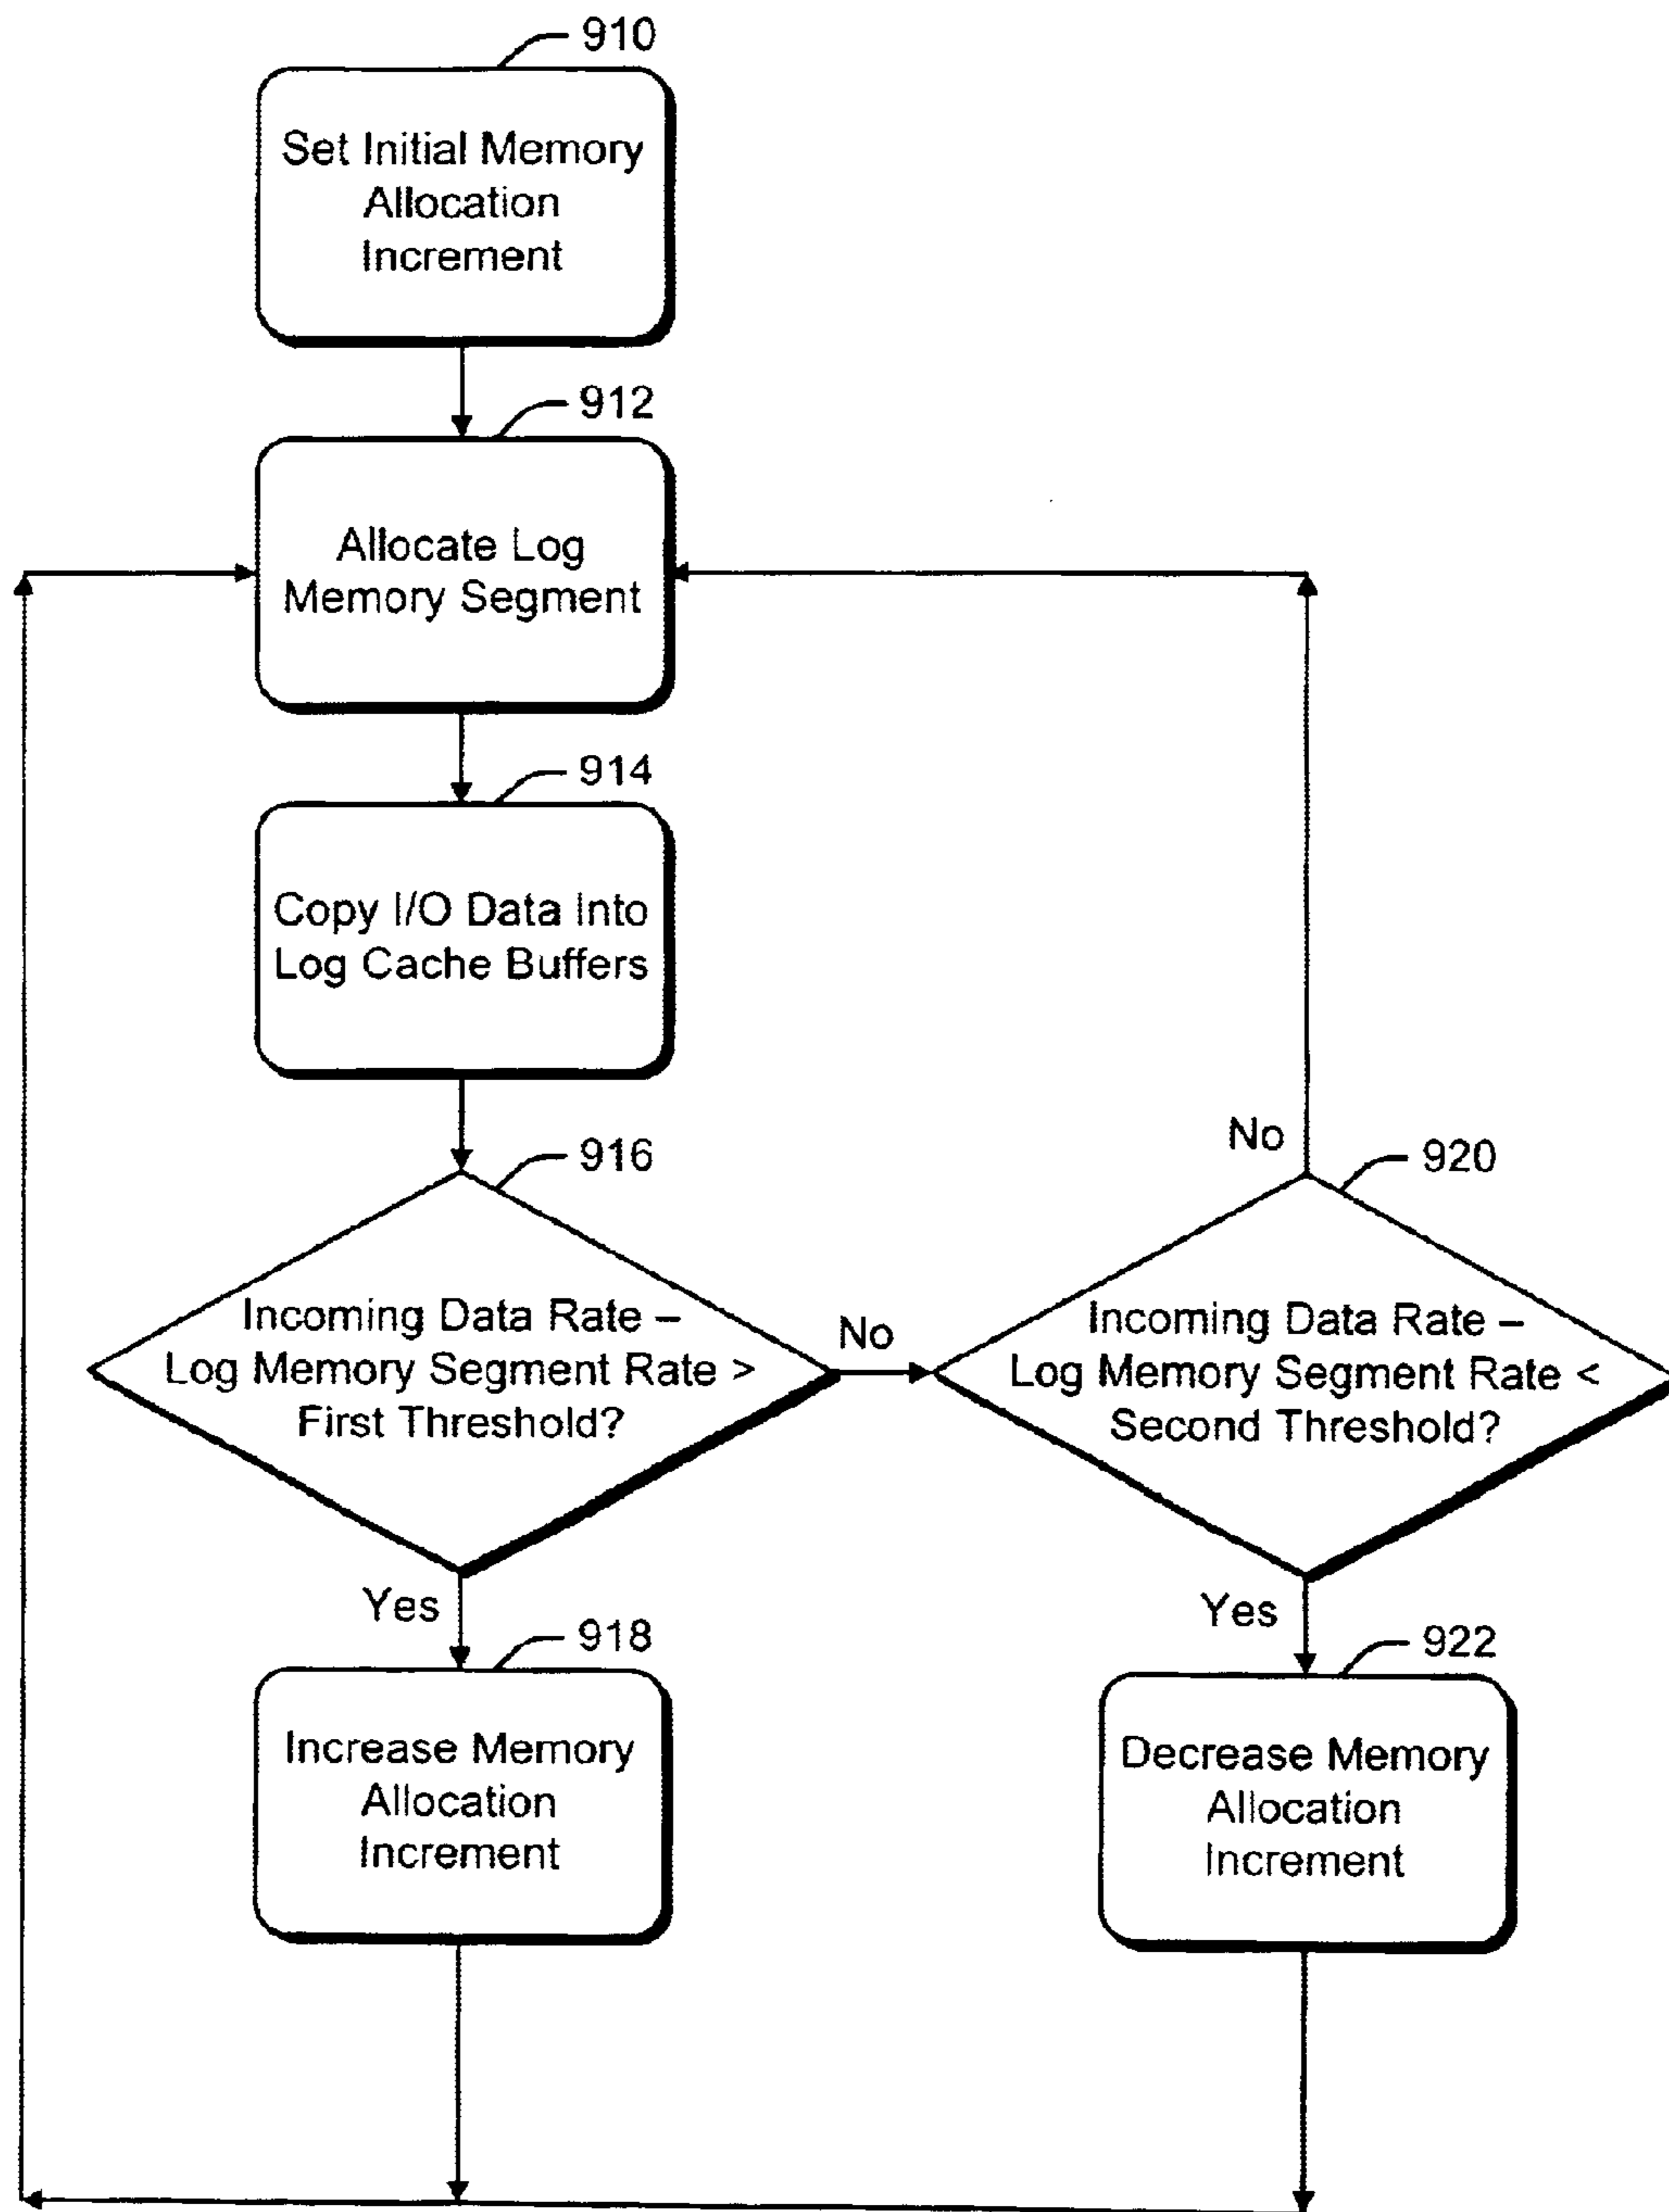 910
Set Initial Memory
Allocation
Increment
912
Allocate Log
Memory Segment
914
Copy I/O Data Into
Log Cache Buffers
916
Incoming Data Rate –
Log Memory Segment Rate >
First Threshold?
No
Yes
920
Incoming Data Rate –
Log Memory Segment Rate <
Second Threshold?
No
Yes
918
Increase Memory
Allocation
Increment
922
Decrease Memory
Allocation
Increment